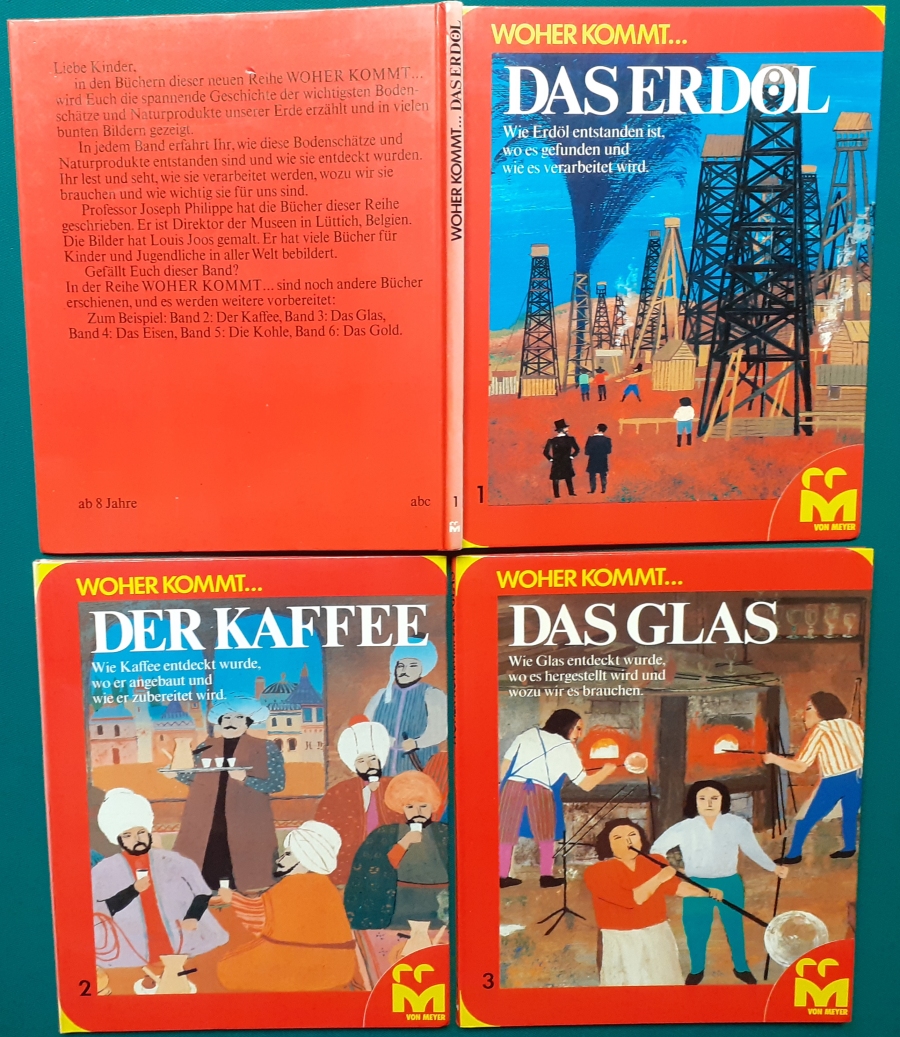 Liebe Kinder,
in den Büchern dieser neuen Reihe WOHER KOMMT...
wird Euch die spannende Geschichte der wichtigsten Boden-
schätze und Naturprodukte unserer Erde erzählt und in vielen
bunten Bildern gezeigt.
In jedem Band erfahrt Ihr, wie diese Bodenschätze und
Naturprodukte entstanden sind und wie sie entdeckt wurden.
Ihr lest und seht, wie sie verarbeitet werden, wozu wir sie
brauchen und wie wichtig sie für uns sind.
Professor Joseph Philippe hat die Bücher dieser Reihe
geschrieben. Er ist Direktor der Museen in Lüttich, Belgien.
Die Bilder hat Louis Joos gemalt. Er hat viele Bücher für
Kinder und Jugendliche in aller Welt bebildert.
Gefällt Euch dieser Band?
In der Reihe WOHER KOMMT... sind noch andere Bücher
erschienen, und es werden weitere vorbereitet:
Zum Beispiel: Band 2: Der Kaffee, Band 3: Das Glas,
Band 4: Das Eisen, Band 5: Die Kohle, Band 6: Das Gold.
ab 8 Jahre
abc
WOHER KOMMT... DAS ERDÖL
1
WOHER KOMMT...
DAS ERDÖL
Wie Erdöl entstanden ist,
wo es gefunden und
wie es verarbeitet wird.
1
VON MEYER
WOHER KOMMT...
DER KAFFEE
Wie Kaffee entdeckt wurde,
wo er angebaut und
wie er zubereitet wird.
2
VON MEYER
WOHER KOMMT...
DAS GLAS
Wie Glas entdeckt wurde,
wo es hergestellt wird und
wozu wir es brauchen.
3
VON MEYER